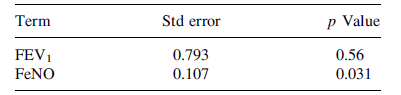 Term Std error p Value
FEV₁ 0.793 0.56
FeNO 0.107 0.031